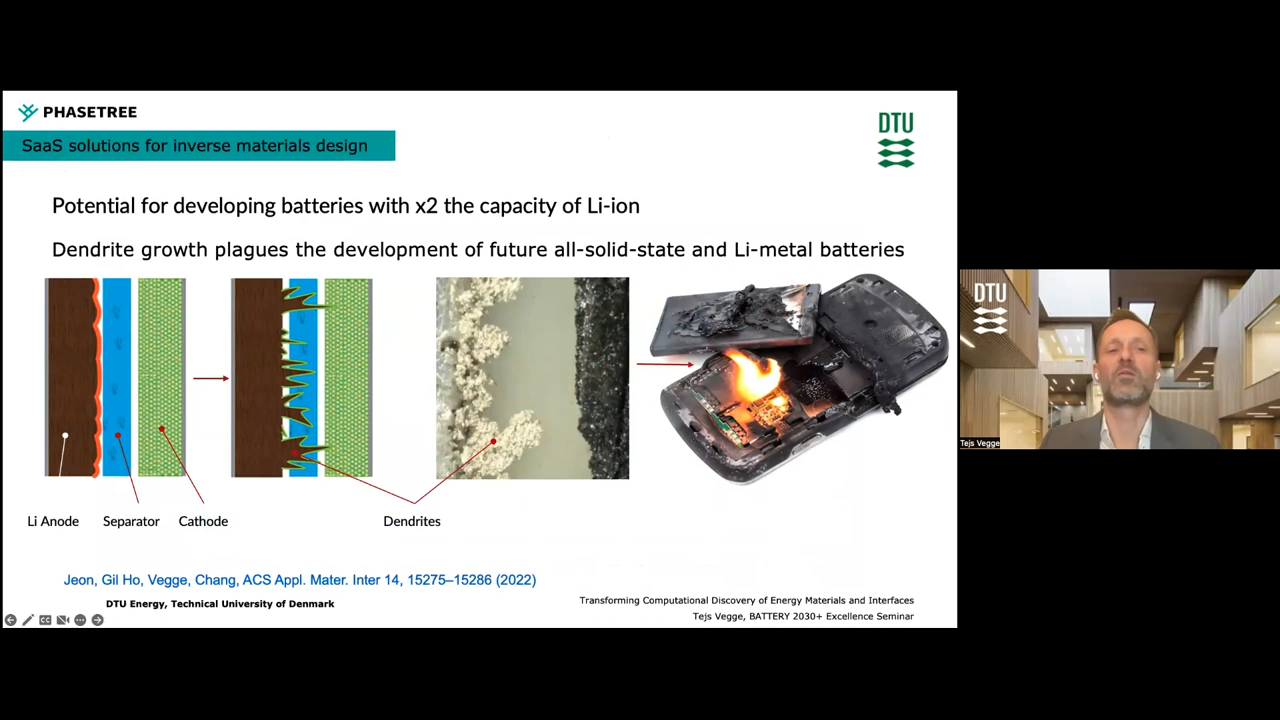 PHASETREE
SaaS solutions for inverse materials design
DTU
Potential for developing batteries with x2 the capacity of Li-ion
Dendrite growth plagues the development of future all-solid-state and Li-metal batteries
Li Anode
Separator
Cathode
Dendrites
Jeon, Gil Ho, Vegge, Chang, ACS Appl. Mater. Inter 14, 15275–15286 (2022)
DTU Energy, Technical University of Denmark
Transforming Computational Discovery of Energy Materials and Interfaces
Tejs Vegge, BATTERY 2030+ Excellence Seminar
CC
DTU
Tejs Vegge